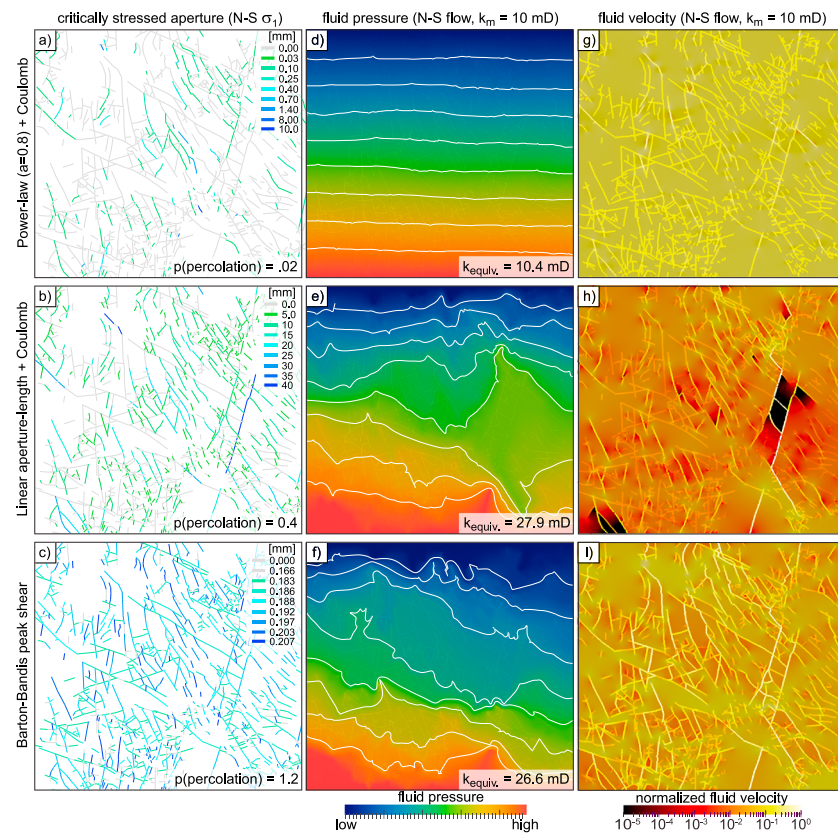 critically stressed aperture (N-S σ1)
fluid pressure (N-S flow, km = 10 mD)
fluid velocity (N-S flow, km = 10 mD)
Power-law (a=0.8) + Coulomb
a)
[mm]
0.00
0.03
0.10
0.25
0.40
0.70
1.40
8.00
10.0
p(percolation) = .02
d)
kequiv. = 10.4 mD
g)
Linear aperture-length + Coulomb
b)
[mm]
0.0
5.0
10
15
20
25
30
35
40
p(percolation) = 0.4
e)
kequiv. = 27.9 mD
h)
Barton-Bandis peak shear
c)
[mm]
0.000
0.166
0.183
0.186
0.188
0.192
0.197
0.203
0.207
p(percolation) = 1.2
f)
kequiv. = 26.6 mD
I)
fluid pressure
low
high
normalized fluid velocity
10-5 10-4 10-3 10-2 10-1 100